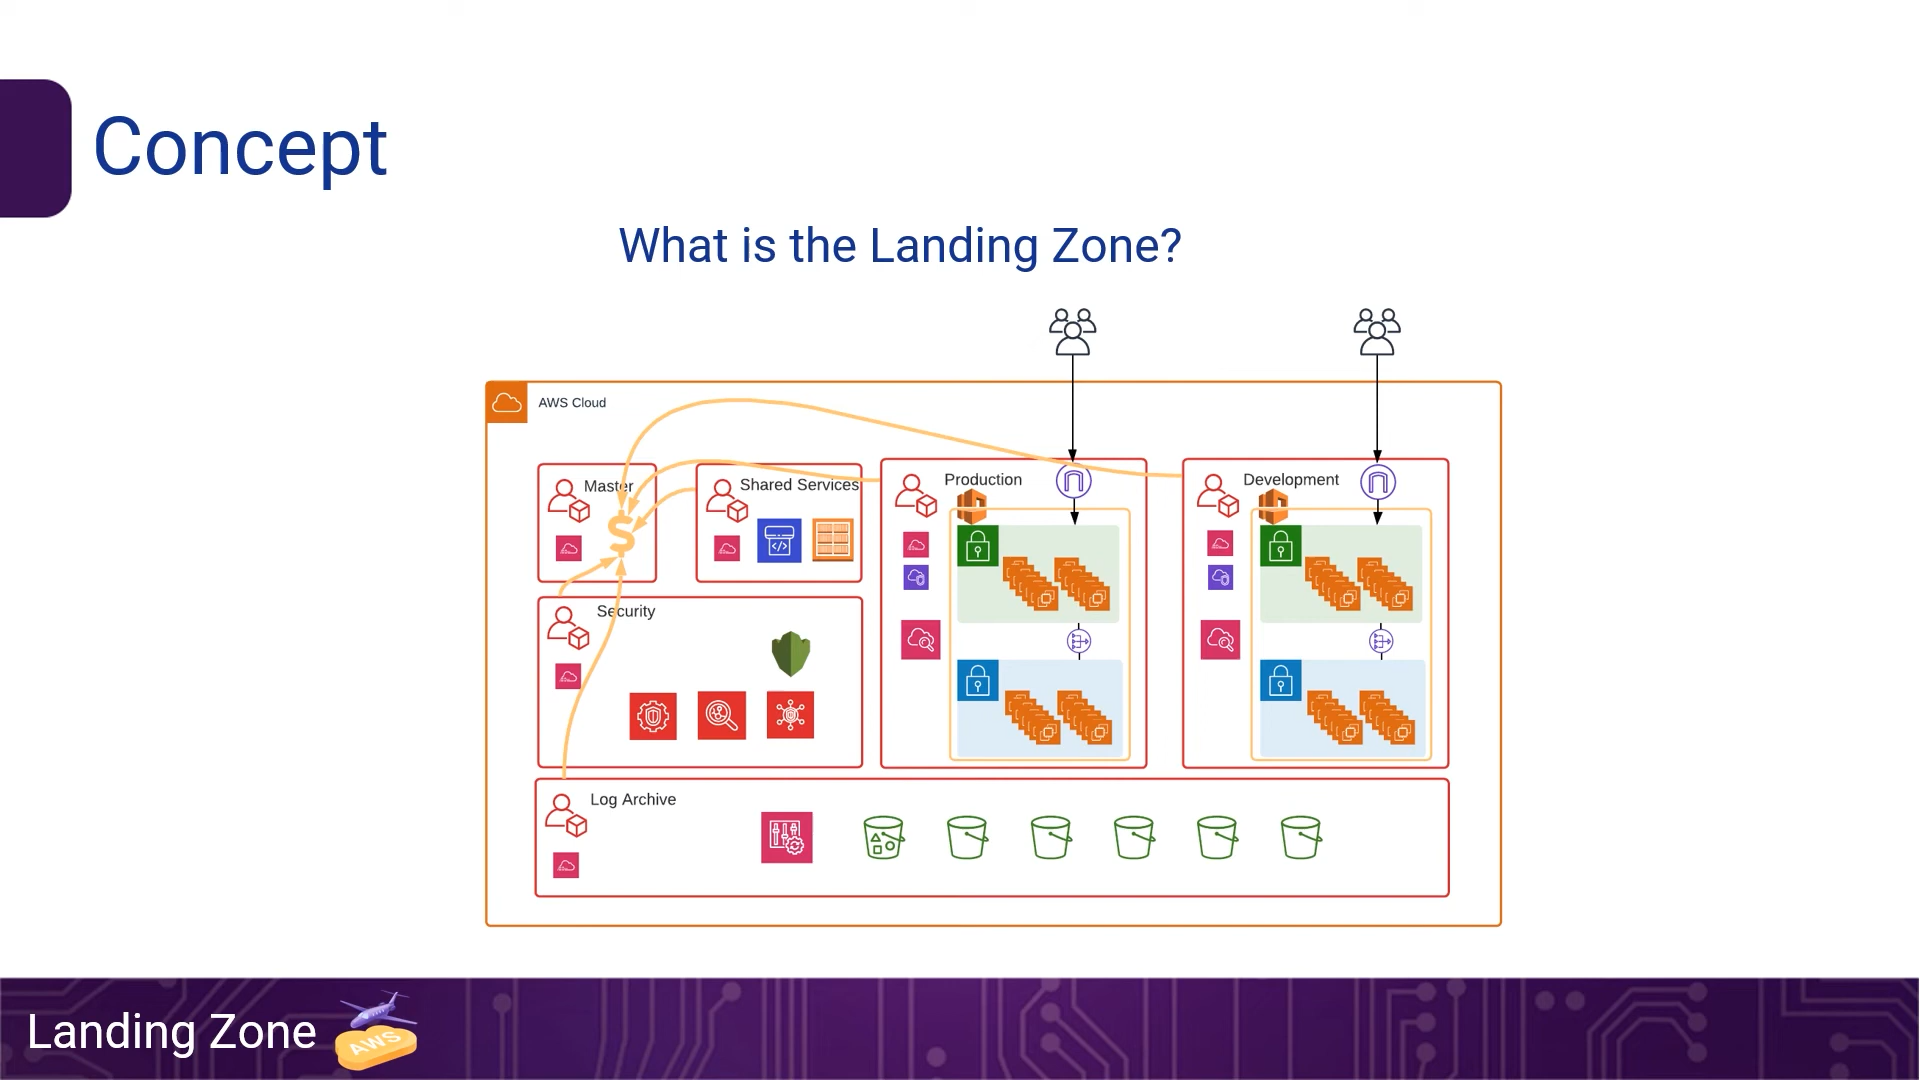 Concept
What is the Landing Zone?
AWS Cloud
Master
Shared Services
Production
Development
$
Security
Log Archive
Landing Zone
AWS